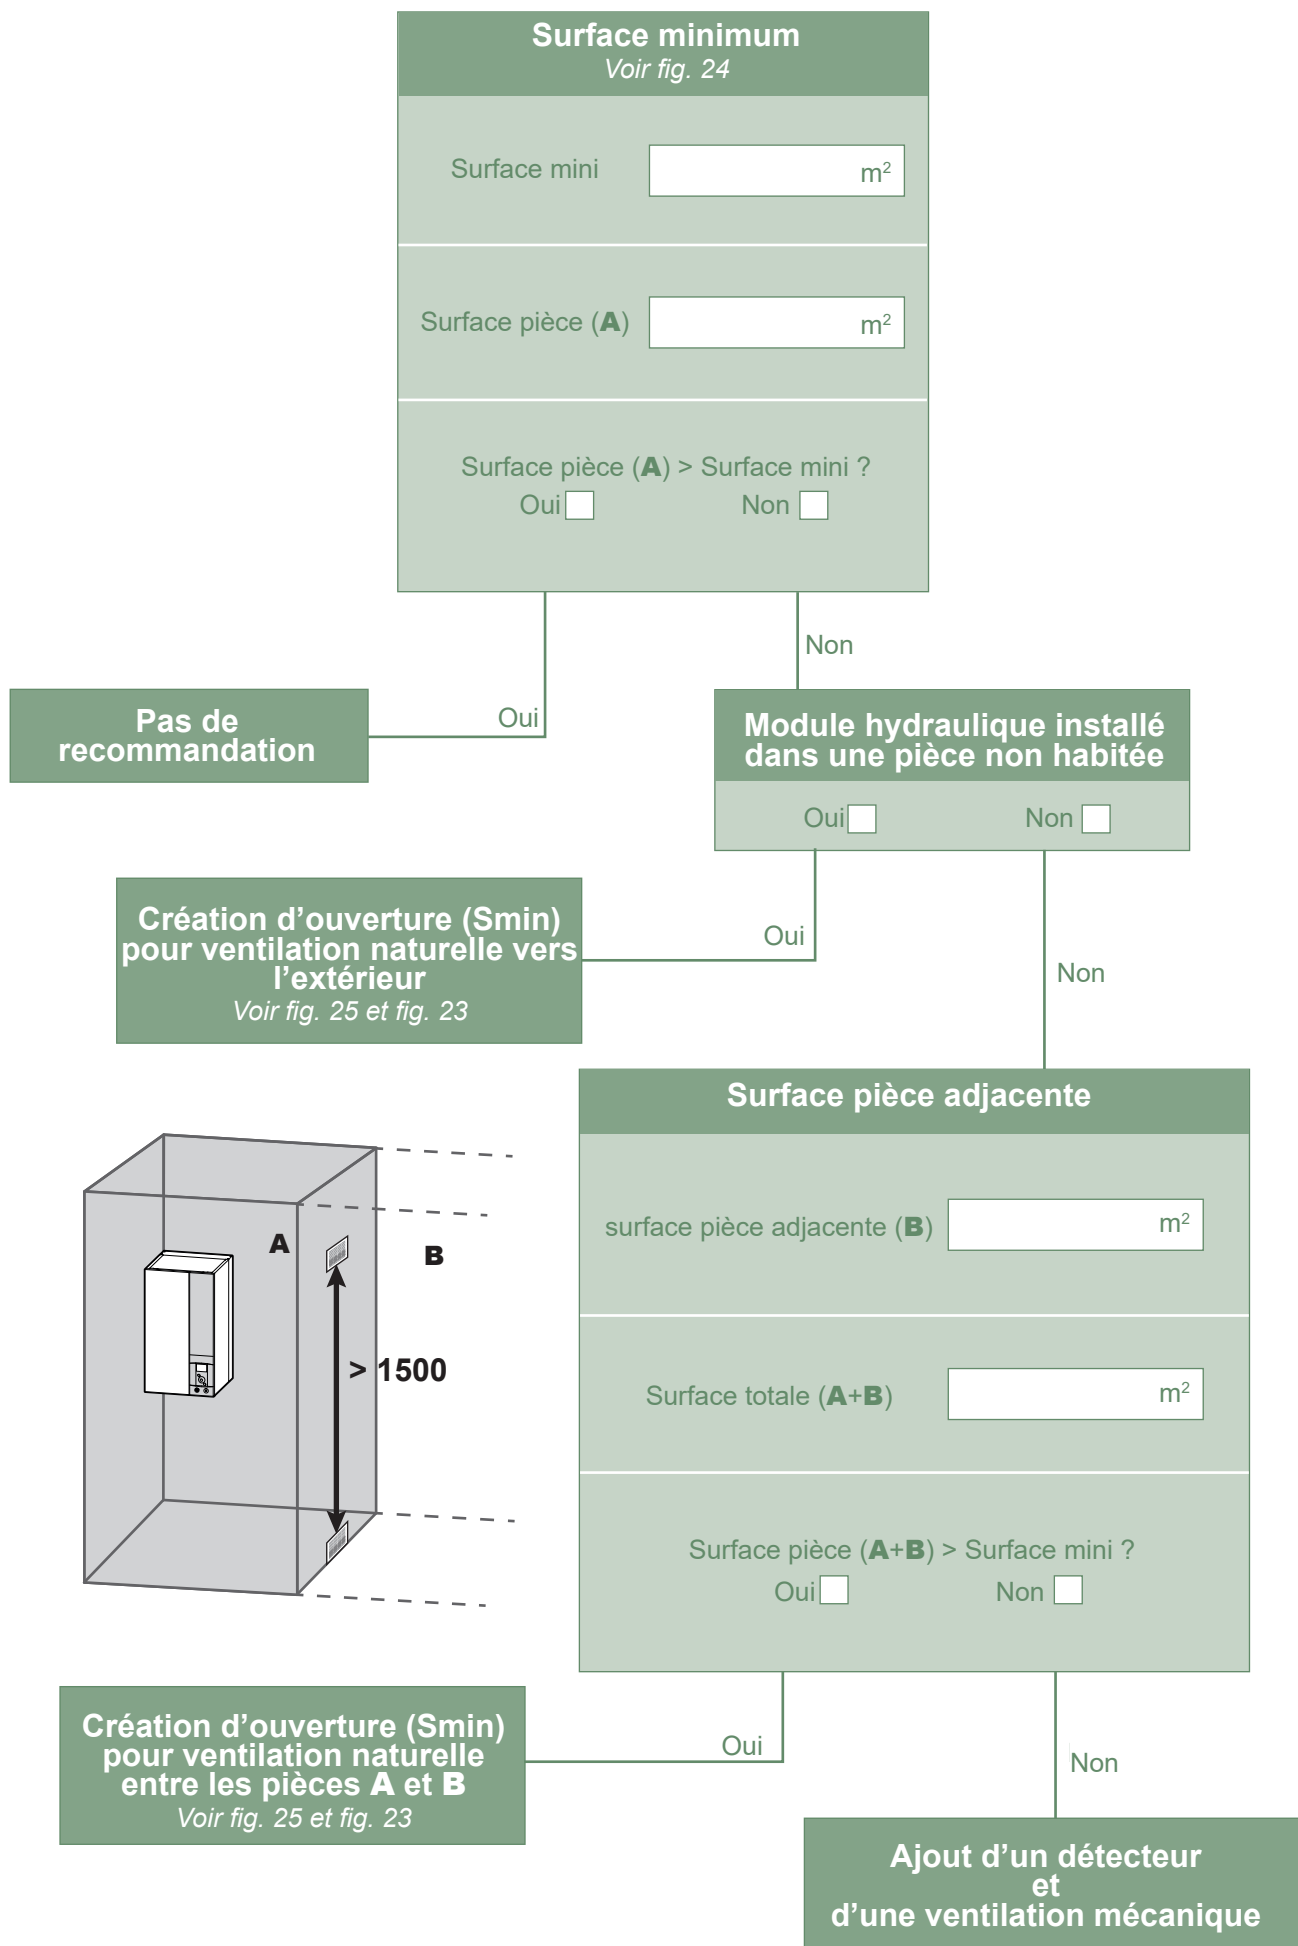 Surface minimum
Voir fig. 24
Surface mini
m²
Surface pièce (A)
m²
Surface pièce (A) > Surface mini ?
Oui Non
Non
Oui
Pas de
recommandation
Module hydraulique installé
dans une pièce non habitée
Oui Non
Oui
Non
Création d’ouverture (Smin)
pour ventilation naturelle vers
l’extérieur
Voir fig. 25 et fig. 23
Surface pièce adjacente
surface pièce adjacente (B)
m²
Surface totale (A+B)
m²
Surface pièce (A+B) > Surface mini ?
Oui Non
A
B
> 1500
Oui
Non
Création d’ouverture (Smin)
pour ventilation naturelle
entre les pièces A et B
Voir fig. 25 et fig. 23
Ajout d’un détecteur
et
d’une ventilation mécanique